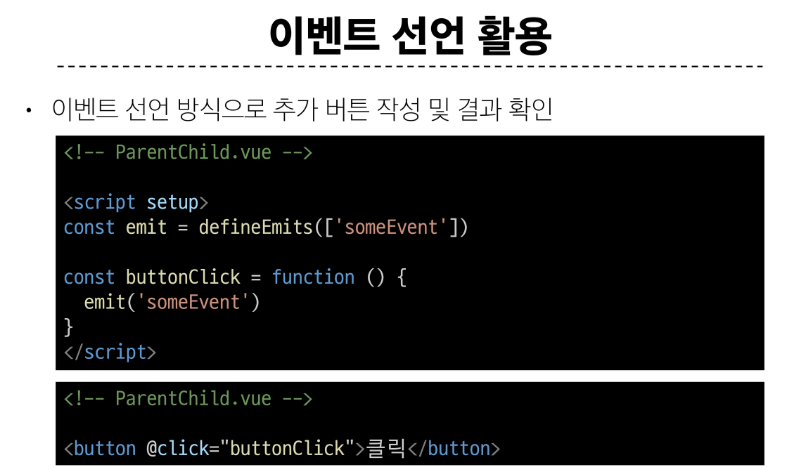 이벤트 선언 활용
• 이벤트 선언 방식으로 추가 버튼 작성 및 결과 확인
<!-- ParentChild.vue -->
<script setup>
const emit = defineEmits(['someEvent'])
const buttonClick = function () {
  emit('someEvent')
}
</script>
<!-- ParentChild.vue -->
<button @click="buttonClick">클릭</button>